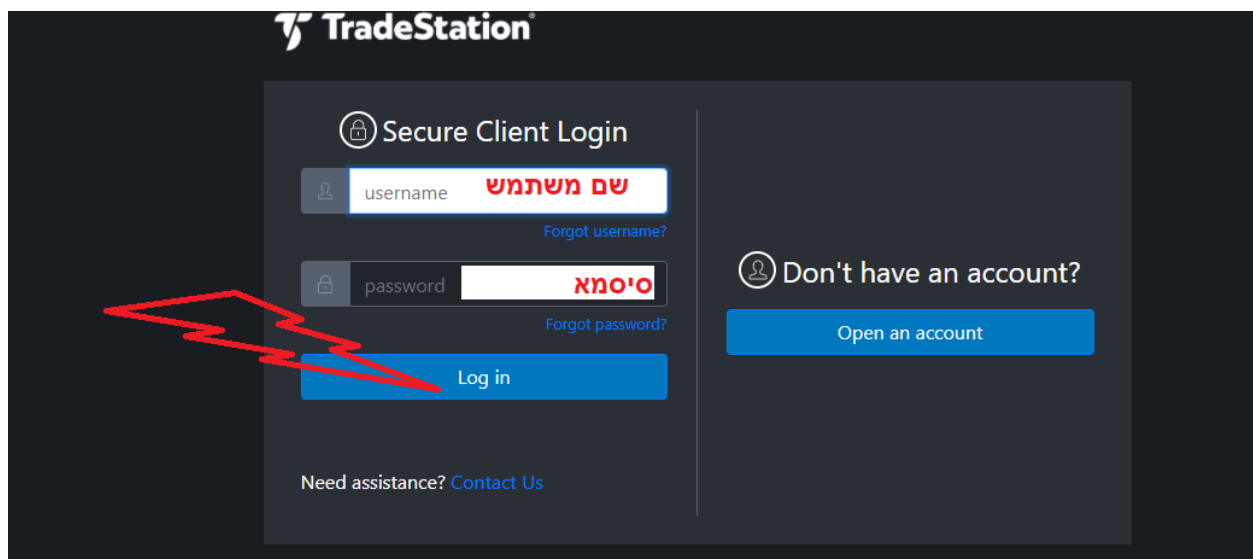 TradeStation®
Secure Client Login
username שם משתמש
Forgot username?
password סיסמא
Forgot password?
Log in
Need assistance? Contact Us
Don't have an account?
Open an account